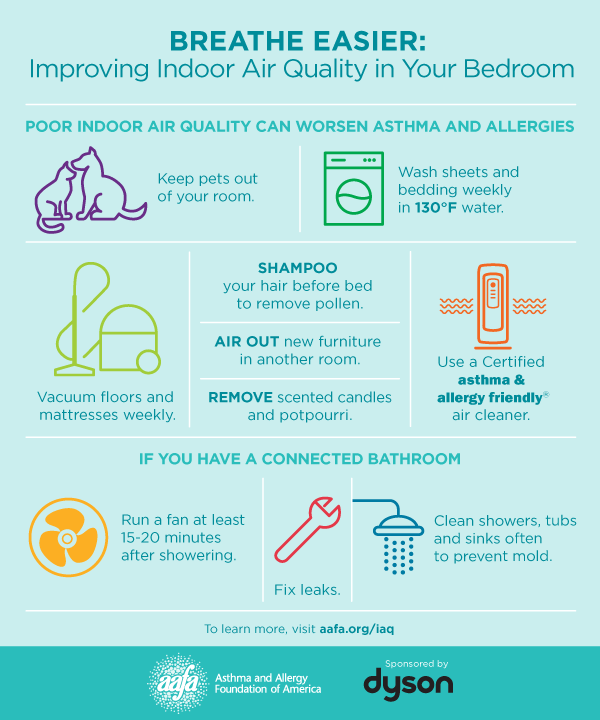 BREATHE EASIER:
Improving Indoor Air Quality in Your Bedroom
POOR INDOOR AIR QUALITY CAN WORSEN ASTHMA AND ALLERGIES
Keep pets out
of your room.
Wash sheets and
bedding weekly
in 130°F water.
Vacuum floors and
mattresses weekly.
SHAMPOO
your hair before bed
to remove pollen.
AIR OUT new furniture
in another room.
REMOVE scented candles
and potpourri.
Use a Certified
asthma &
allergy friendly®
air cleaner.
IF YOU HAVE A CONNECTED BATHROOM
Run a fan at least
15-20 minutes
after showering.
Fix leaks.
Clean showers, tubs
and sinks often
to prevent mold.
To learn more, visit aafa.org/iaq
aafa
Asthma and Allergy
Foundation of America
Sponsored by
dyson